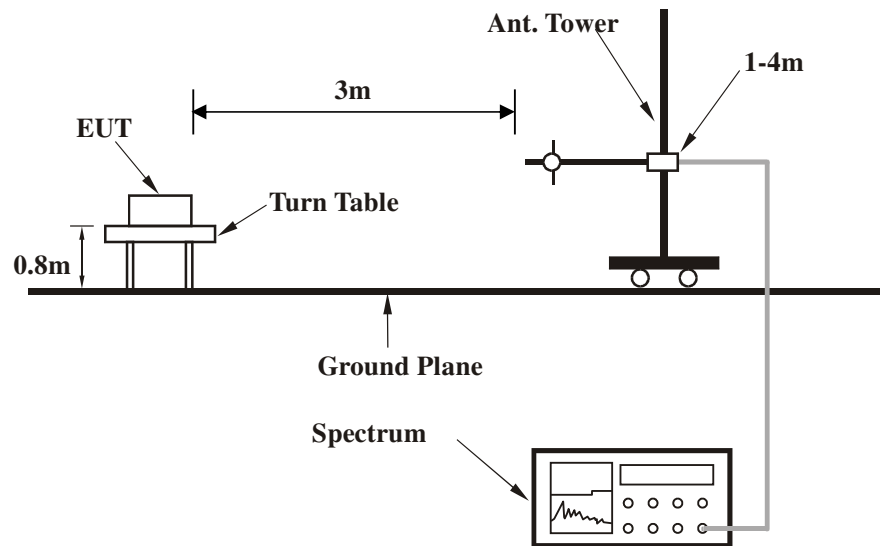 Ant. Tower
1-4m
3m
EUT
Turn Table
0.8m
Ground Plane
Spectrum